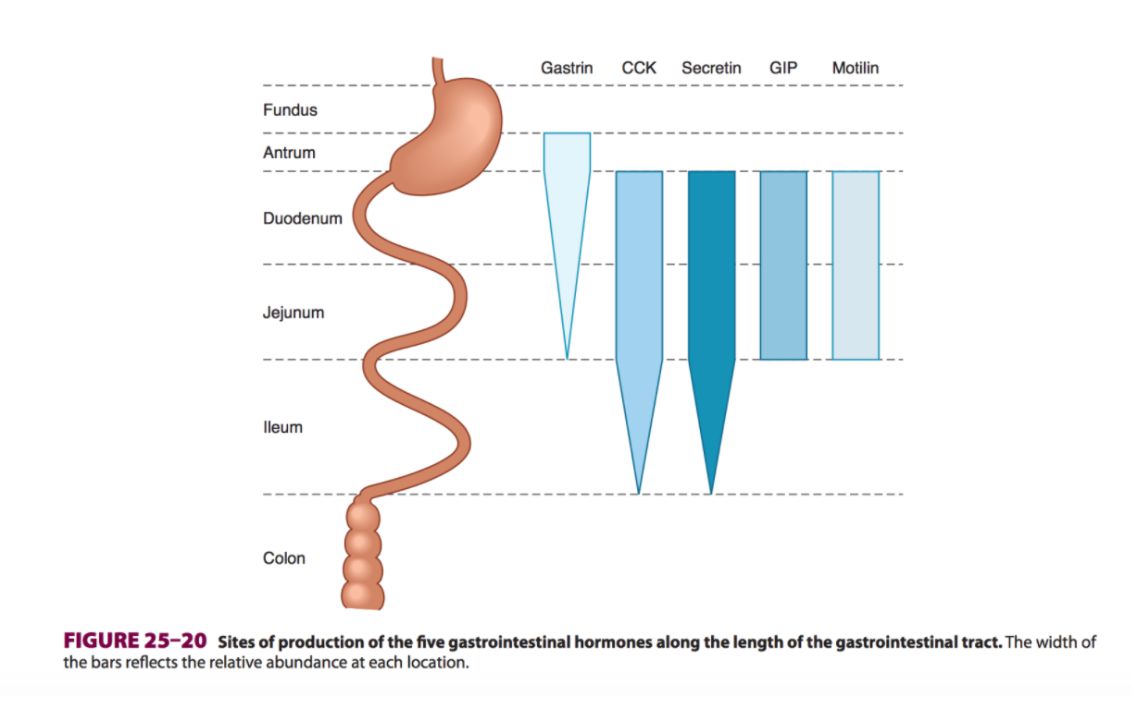 Gastrin CCK Secretin GIP Motilin
Fundus
Antrum
Duodenum
Jejunum
Ileum
Colon
FIGURE 25–20 Sites of production of the five gastrointestinal hormones along the length of the gastrointestinal tract. The width of
the bars reflects the relative abundance at each location.